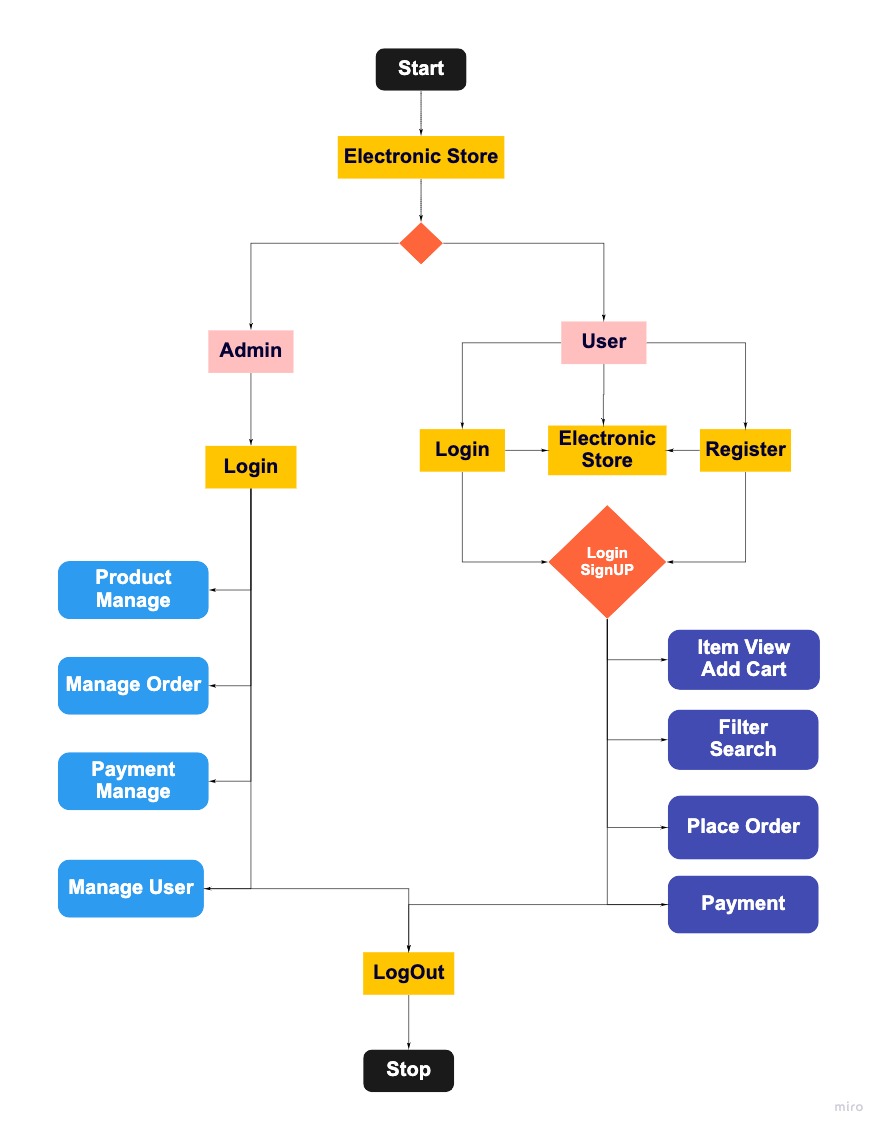 Start
Electronic Store
Admin
User
Login
Login
Electronic
Store
Register
Login
SignUP
Product
Manage
Manage Order
Payment
Manage
Manage User
Item View
Add Cart
Filter
Search
Place Order
Payment
LogOut
Stop
miro